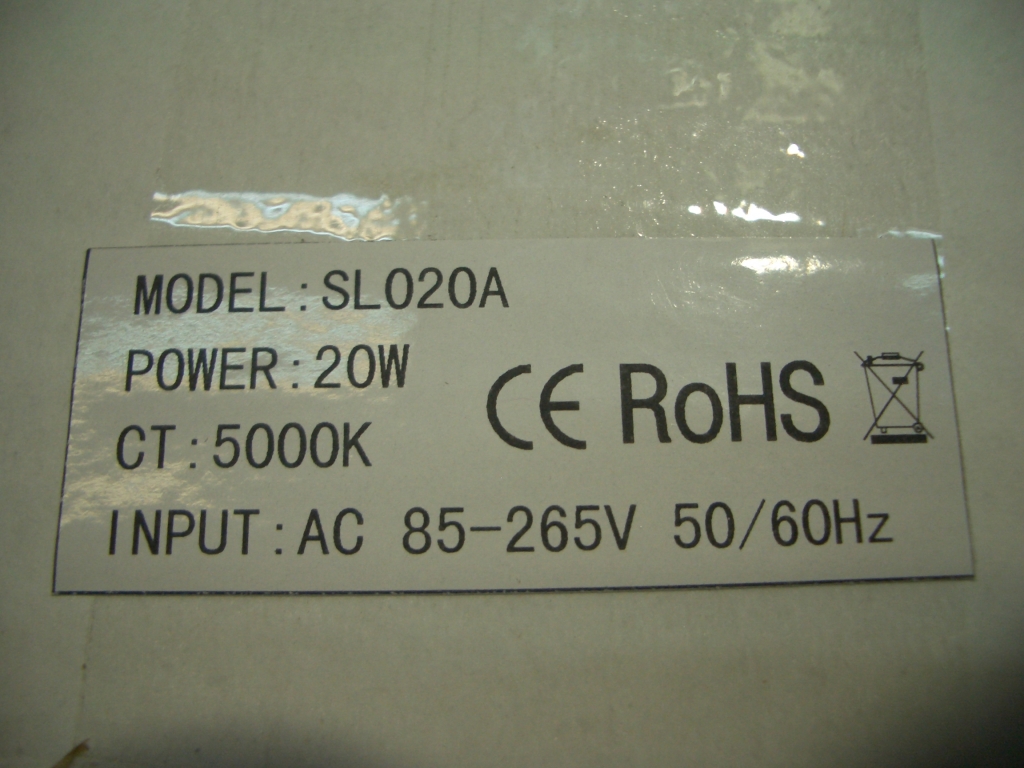 MODEL:SL020A
POWER:20W
CT:5000K
CE RoHS
INPUT:AC 85-265V 50/60Hz